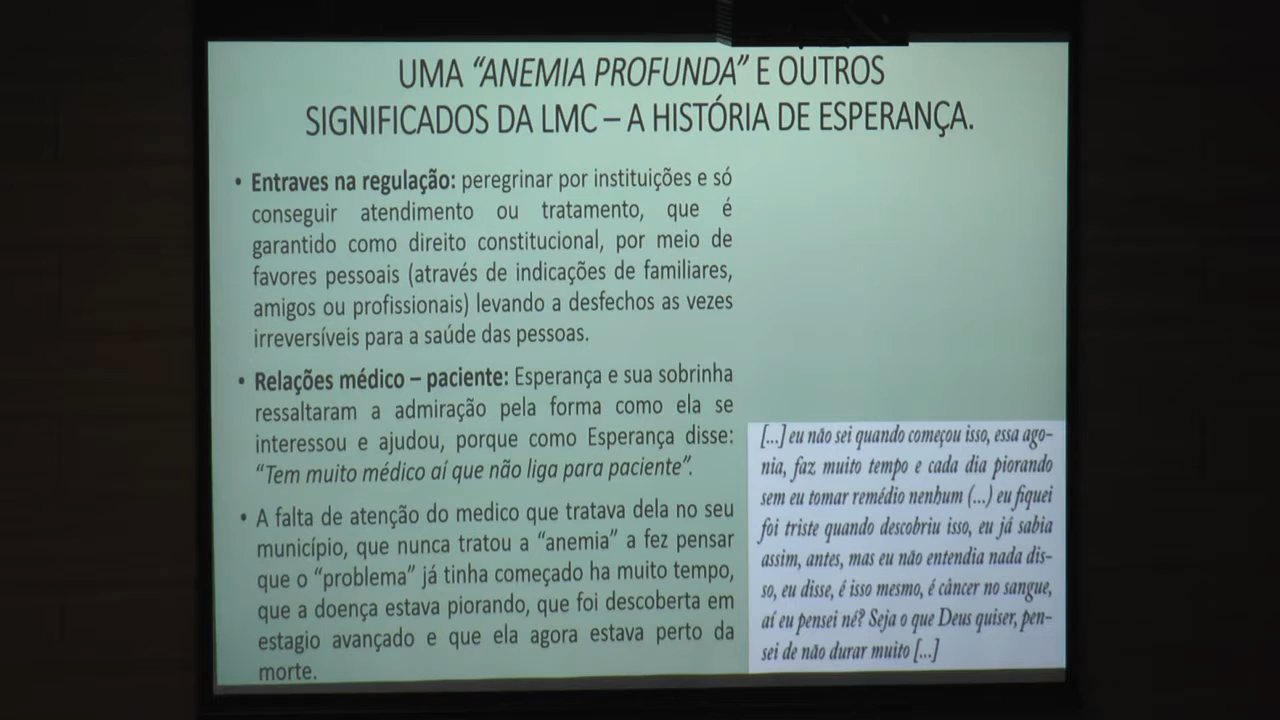 UMA “ANEMIA PROFUNDA” E OUTROS
SIGNIFICADOS DA LMC – A HISTÓRIA DE ESPERANÇA.
• Entraves na regulação: peregrinar por instituições e só
conseguir atendimento ou tratamento, que é
garantido como direito constitucional, por meio de
favores pessoais (através de indicações de familiares,
amigos ou profissionais) levando a desfechos as vezes
irreversíveis para a saúde das pessoas.
• Relações médico – paciente: Esperança e sua sobrinha
ressaltaram a admiração pela forma como ela se
interessou e ajudou, porque como Esperança disse:
“Tem muito médico aí que não liga para paciente”.
• A falta de atenção do medico que tratava dela no seu
município, que nunca tratou a “anemia” a fez pensar
que o “problema” já tinha começado ha muito tempo,
que a doença estava piorando, que foi descoberta em
estagio avançado e que ela agora estava perto da
morte.
[...] eu não sei quando começou isso, essa ago-
nia, faz muito tempo e cada dia piorando
sem eu tomar remédio nenhum (...) eu fiquei
foi triste quando descobriu isso, eu já sabia
assim, antes, mas eu não entendia nada dis-
so, eu disse, é isso mesmo, é câncer no sangue,
aí eu pensei né? Seja o que Deus quiser, pen-
sei de não durar muito [...]